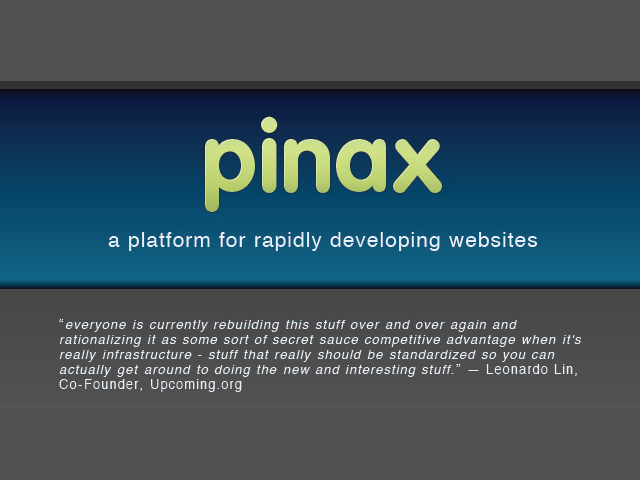 pinax
a platform for rapidly developing websites
“everyone is currently rebuilding this stuff over and over again and
rationalizing it as some sort of secret sauce competitive advantage when it's
really infrastructure - stuff that really should be standardized so you can
actually get around to doing the new and interesting stuff.” — Leonardo Lin,
Co-Founder, Upcoming.org